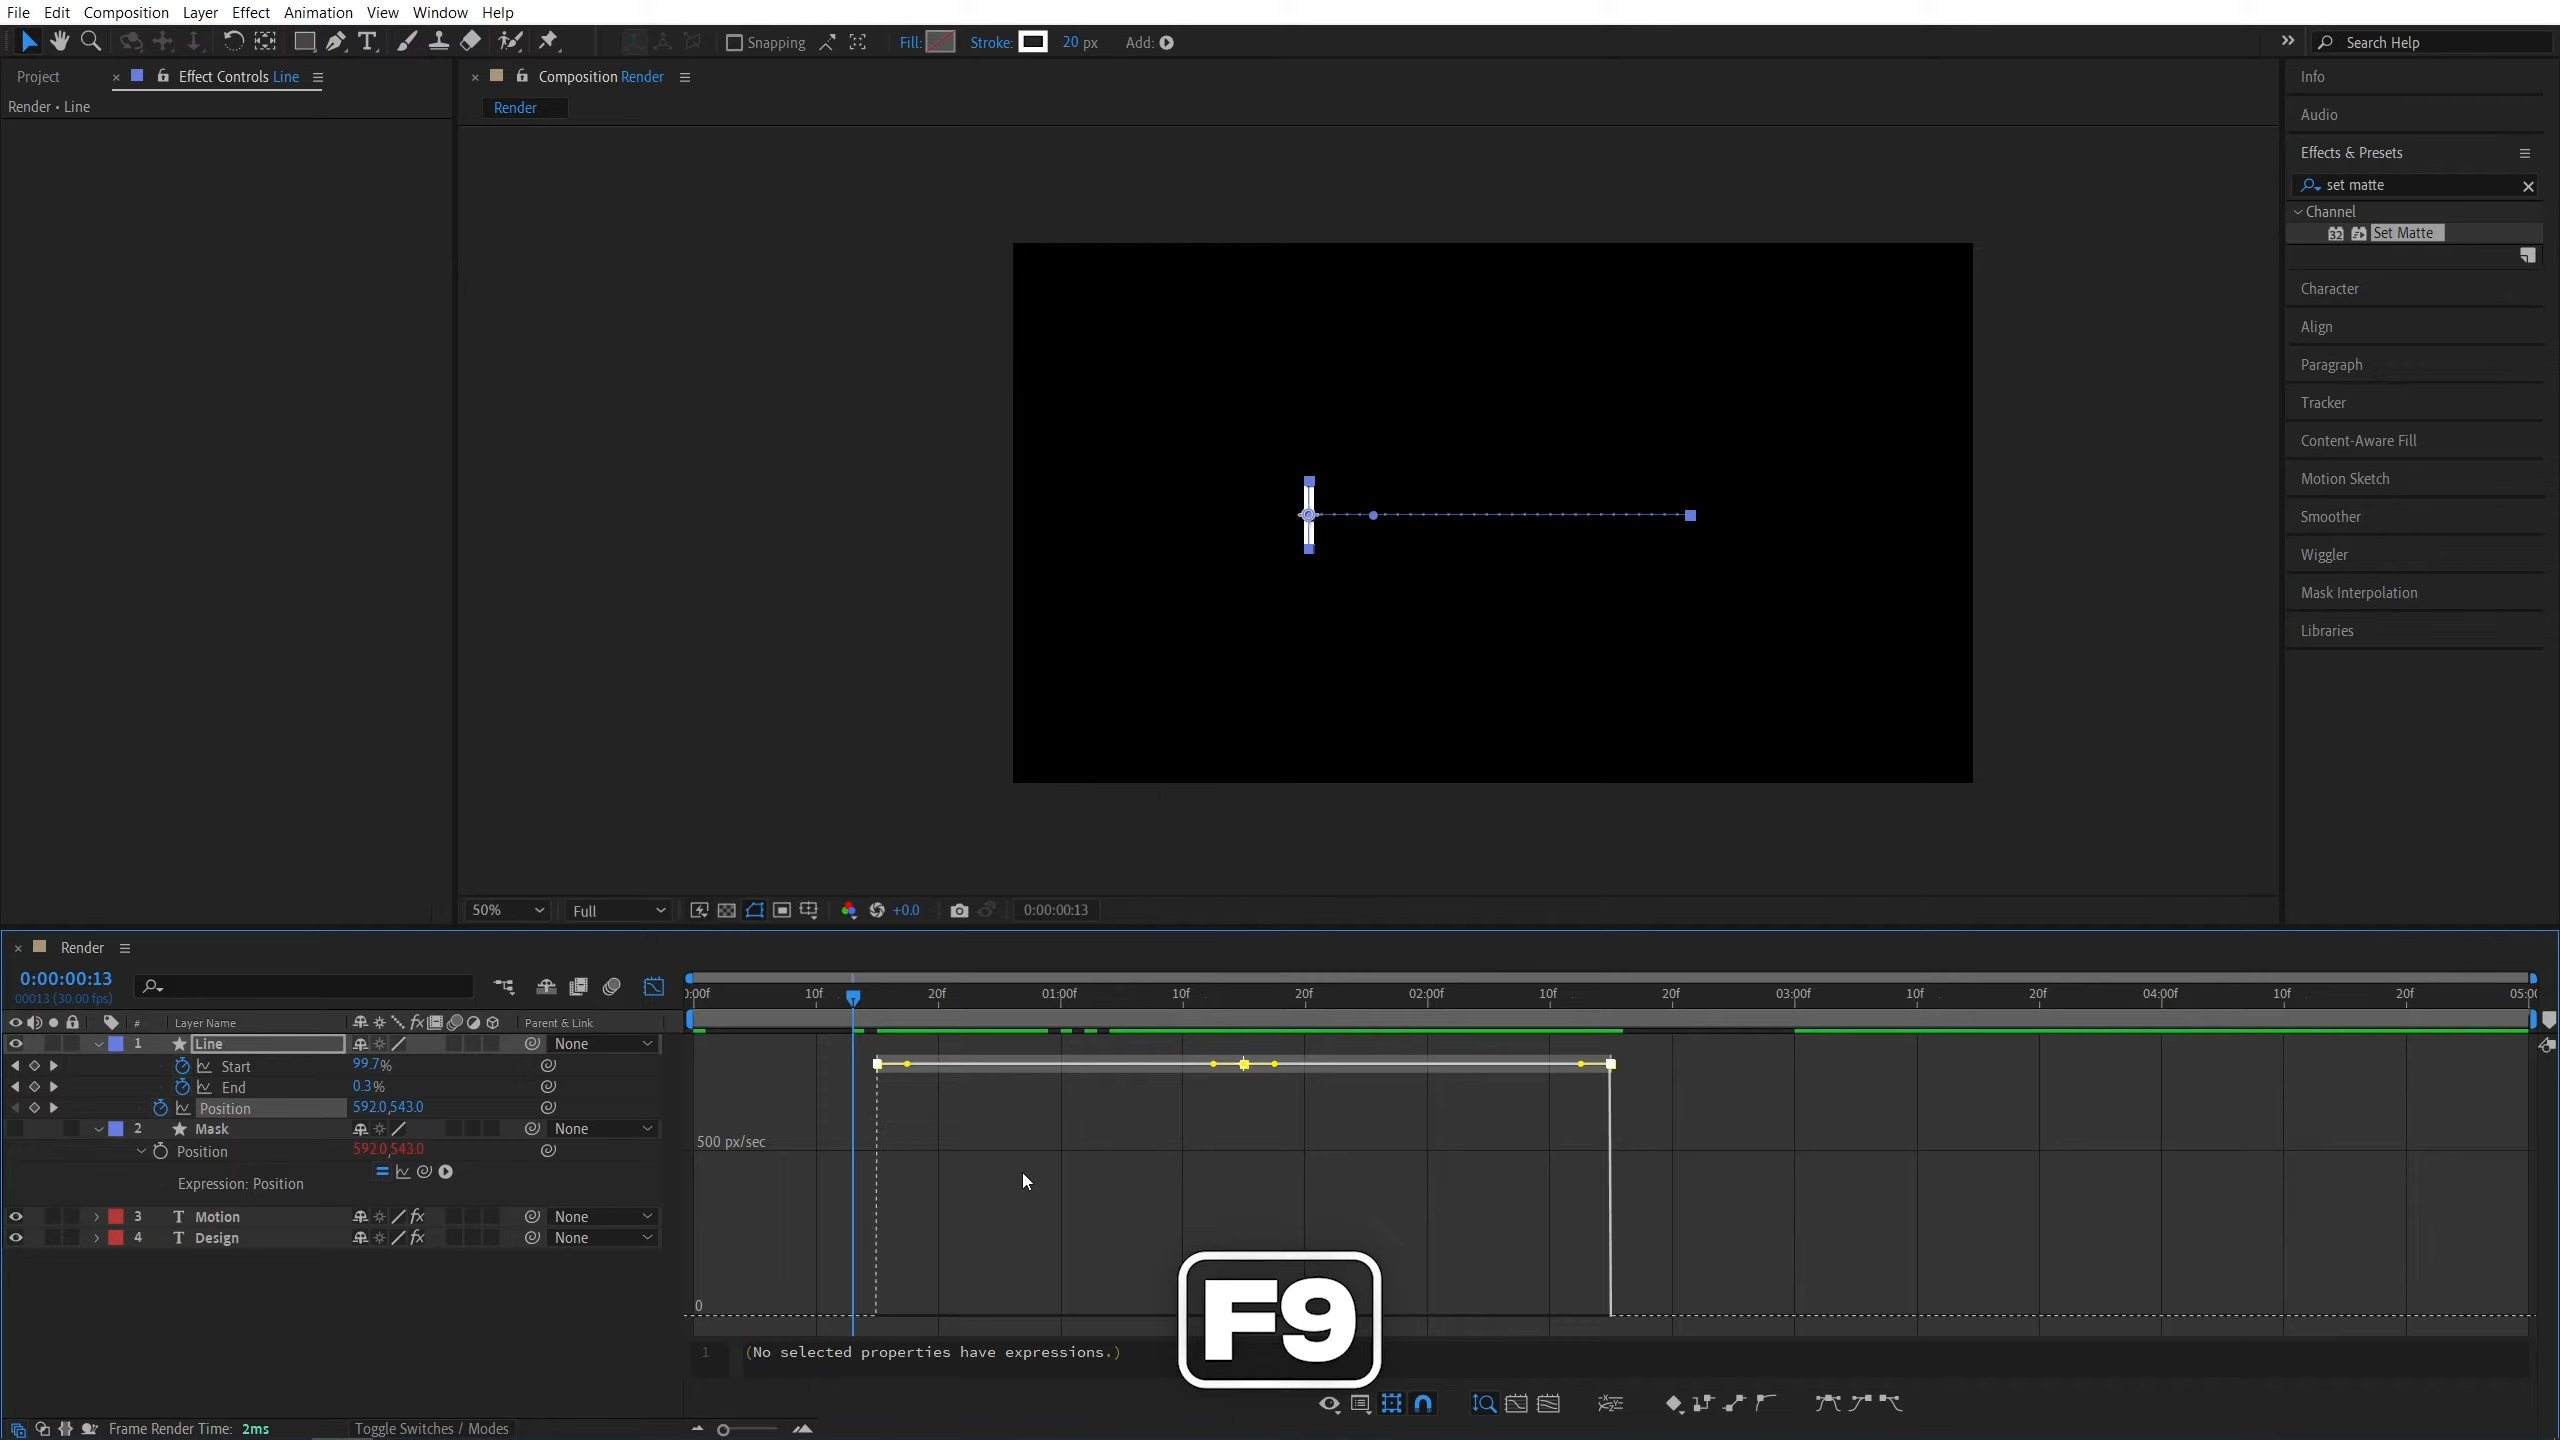 File Edit Composition Layer Effect Animation View Window Help
Snapping Fill: Stroke: 20 px Add: Search Help
Project Effect Controls Line Composition Render Info
Render • Line Render
Audio
Effects & Presets
set matte
Channel
32 Set Matte
Character
Align
Paragraph
Tracker
Content-Aware Fill
Motion Sketch
Smoother
Wiggler
Mask Interpolation
Libraries
50% Full +0.0 0:00:00:13
Render
0:00:00:13
00013 (30.00 fps)
0:00f 10f 20f 01:00f 10f 20f 02:00f 10f 20f 03:00f 10f 20f 04:00f 10f 20f 05:00
# Layer Name fx Parent & Link
1 Line None
Start 99.7%
End 0.3%
Position 592.0,543.0
2 Mask None
Position 592.0,543.0
Expression: Position
3 T Motion fx None
4 T Design fx None
500 px/sec
0
F9
1 (No selected properties have expressions.)
Frame Render Time: 2ms Toggle Switches / Modes